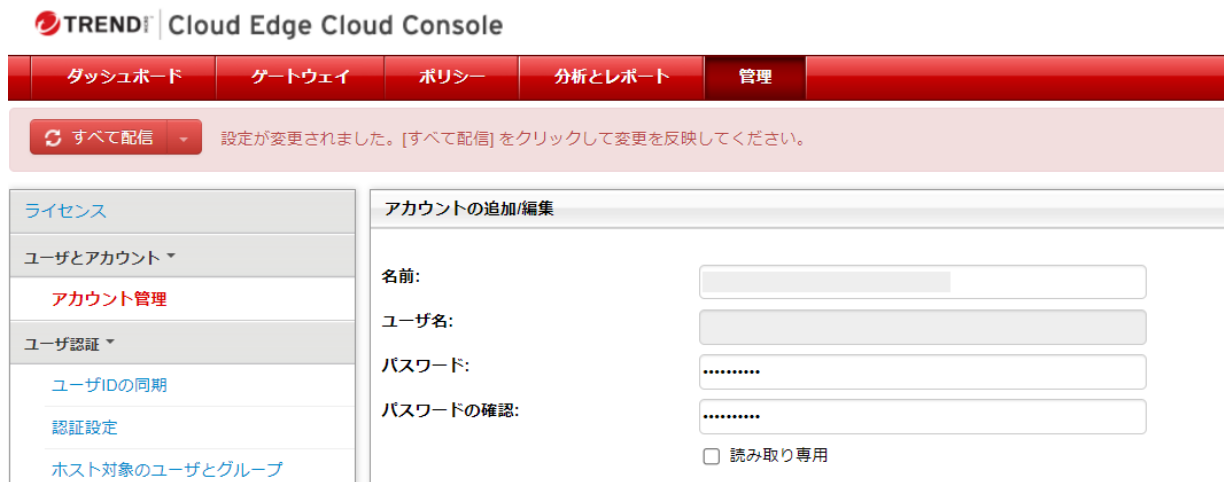 TREND Cloud Edge Cloud Console
ダッシュボード ゲートウェイ ポリシー 分析とレポート 管理
すべて配信 設定が変更されました。[すべて配信] をクリックして変更を反映してください。
ライセンス
アカウントの追加/編集
ユーザとアカウント
名前:
アカウント管理
ユーザ名:
ユーザ認証
パスワード:
••••••••••
ユーザIDの同期
パスワードの確認:
••••••••••
認証設定
読み取り専用
ホスト対象のユーザとグループ